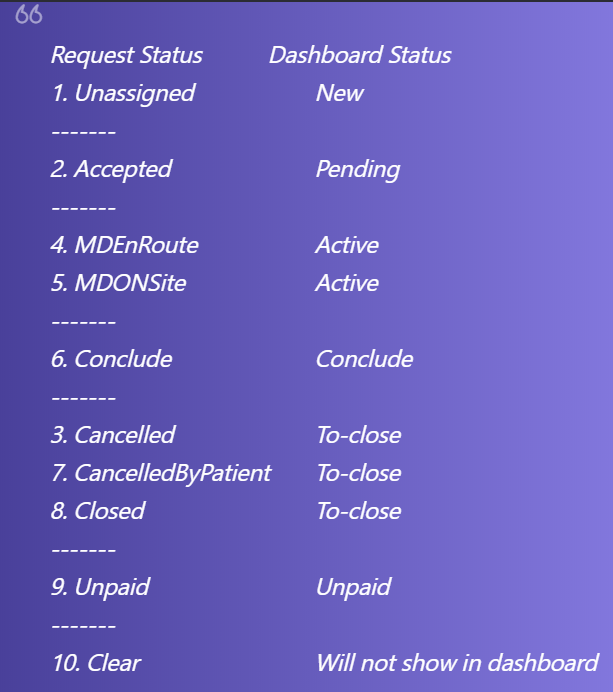 Request Status Dashboard Status
1. Unassigned New
-------
2. Accepted Pending
-------
4. MDEnRoute Active
5. MDONSite Active
-------
6. Conclude Conclude
-------
3. Cancelled To-close
7. CancelledByPatient To-close
8. Closed To-close
-------
9. Unpaid Unpaid
-------
10. Clear Will not show in dashboard